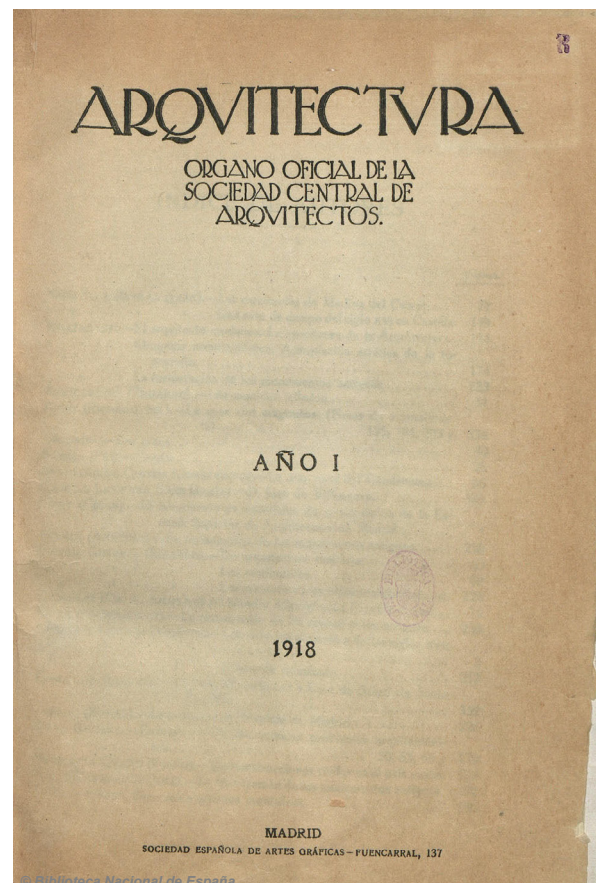 ARQVITECTVRA
ORGANO OFICIAL DE LA
SOCIEDAD CENTRAL DE
ARQVITECTOS.
AÑO I
1918
MADRID
SOCIEDAD ESPAÑOLA DE ARTES GRÁFICAS – FUENCARRAL, 137
© Biblioteca Nacional de España